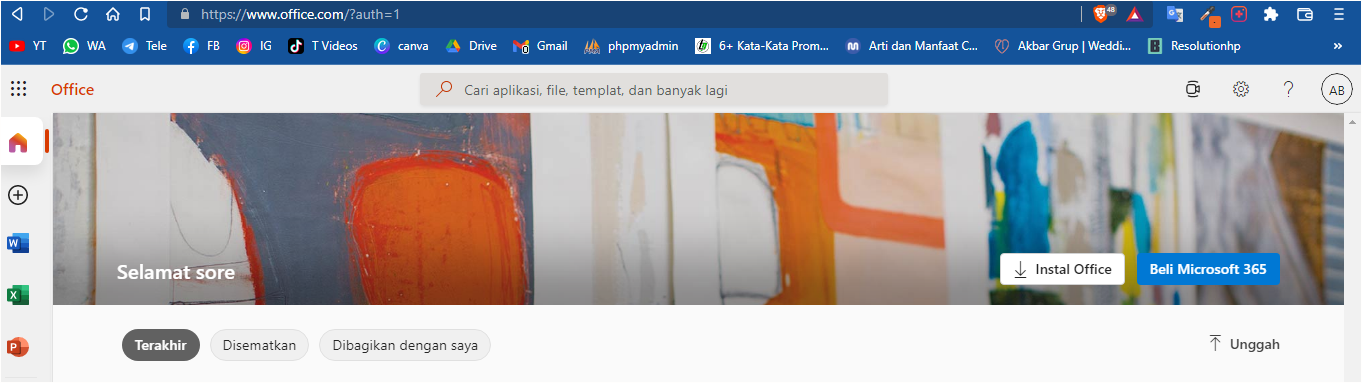 https://www.office.com/?auth=1
48
YT WA Tele FB IG T Videos canva Drive Gmail phpmyadmin 6+ Kata-Kata Prom... Arti dan Manfaat C... Akbar Grup | Weddi... Resolutionhp »
Office Cari aplikasi, file, templat, dan banyak lagi ? AB
Selamat sore
Instal Office Beli Microsoft 365
Terakhir Disematkan Dibagikan dengan saya Unggah